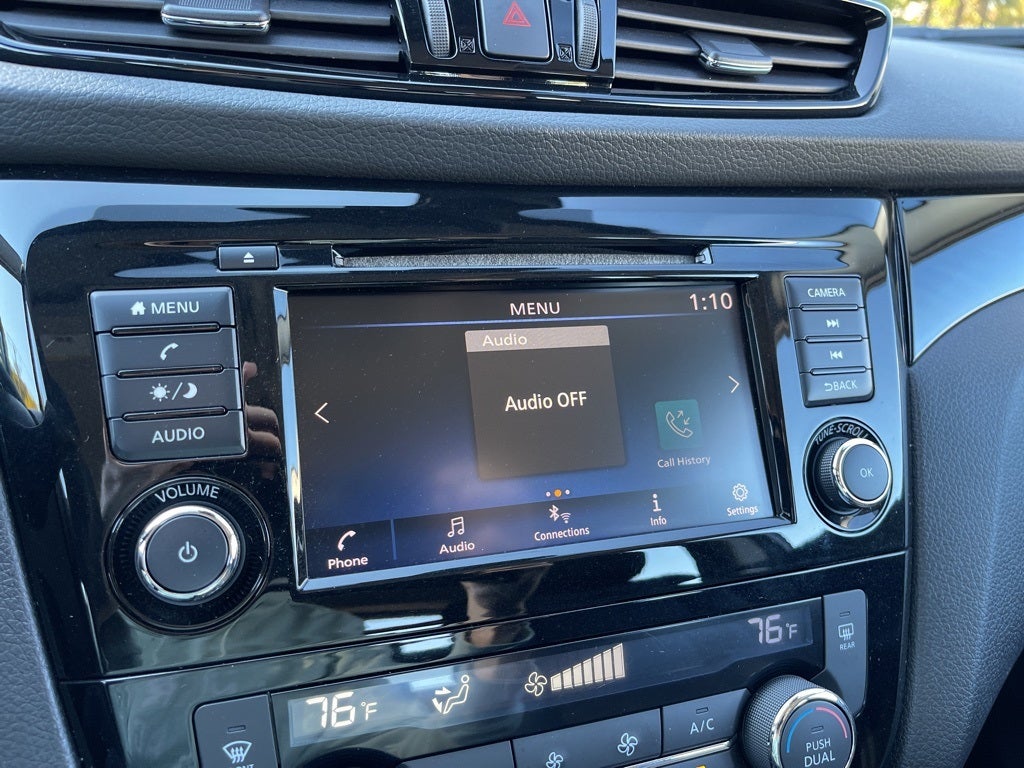 MENU
AUDIO
VOLUME
MENU
1:10
Audio
Audio OFF
Call History
Phone
Audio
Connections
Info
Settings
CAMERA
BACK
TUNE·SCROLL
OK
76°F
76°F
REAR
A/C
PUSH
DUAL